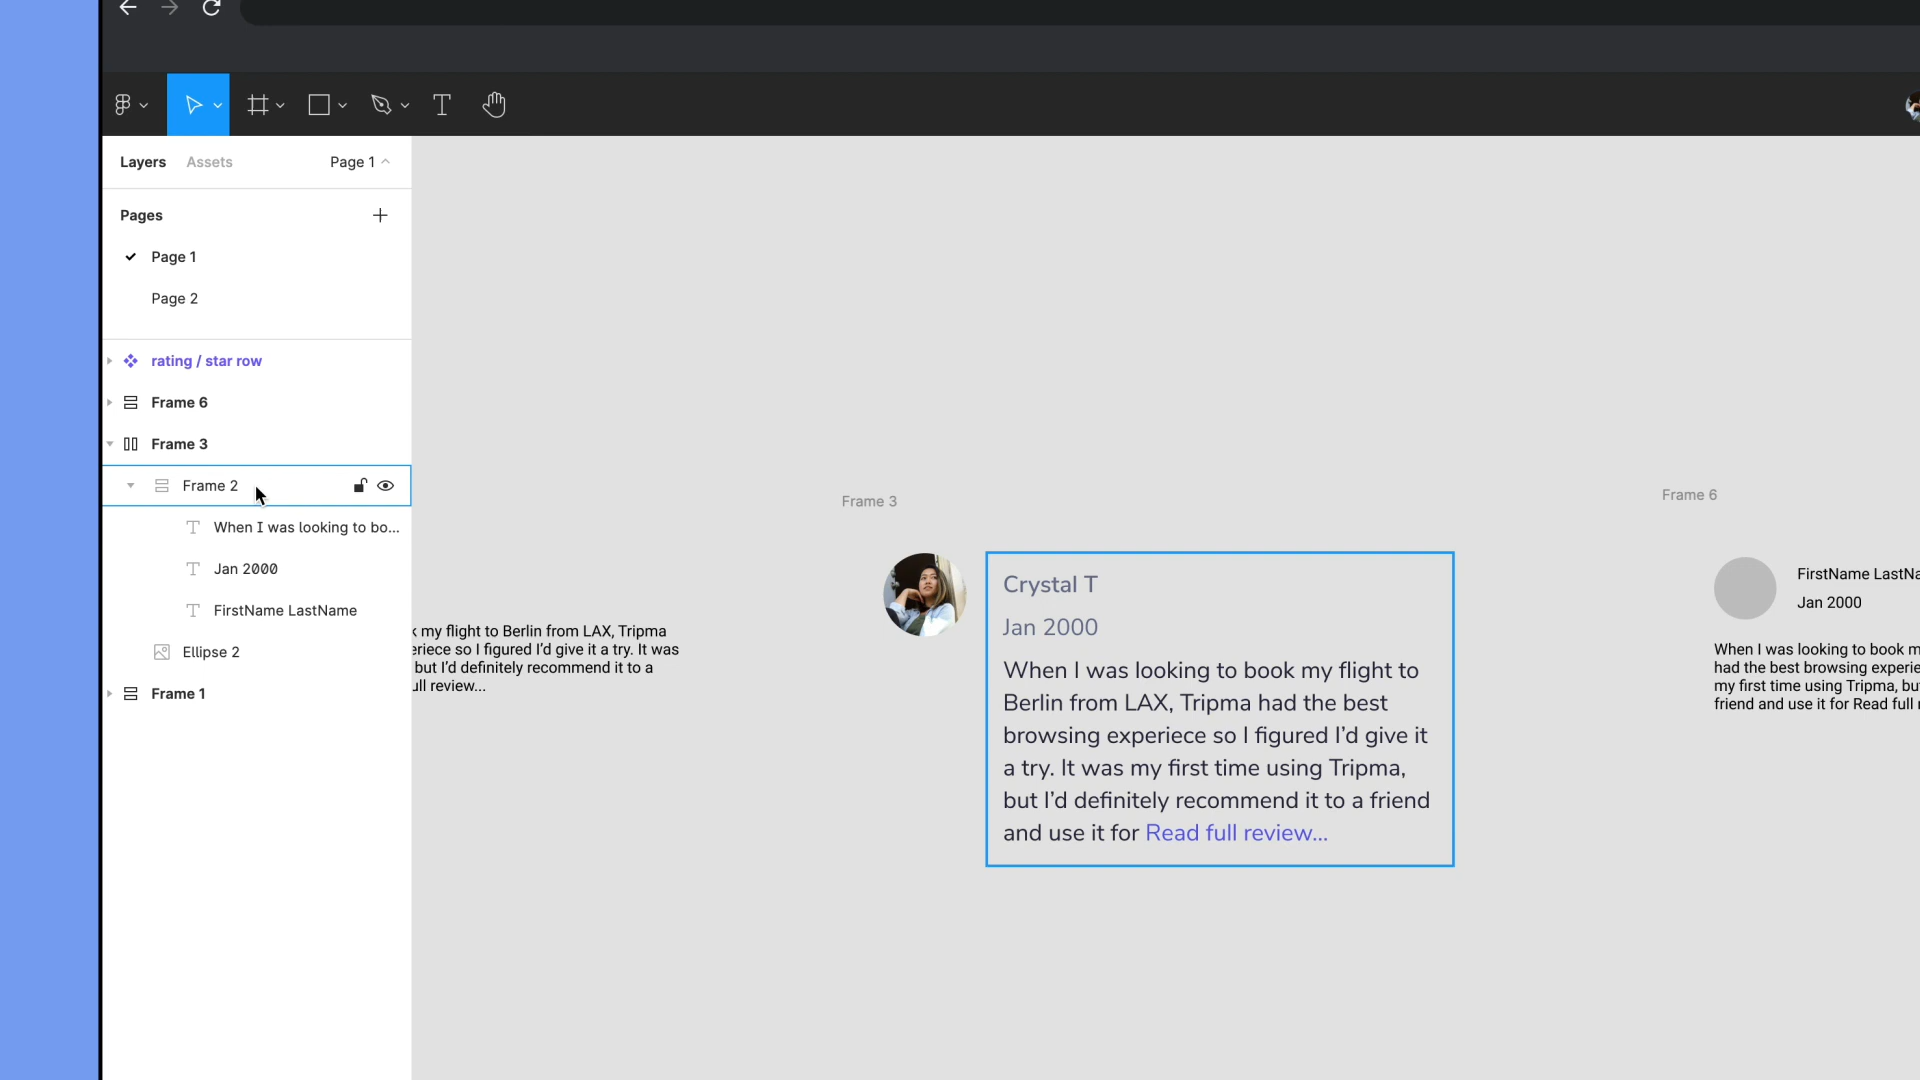 Layers Assets Page 1
Pages
Page 1
Page 2
rating / star row
Frame 6
Frame 3
Frame 2
When I was looking to bo...
Jan 2000
FirstName LastName
Ellipse 2
Frame 1
my flight to Berlin from LAX, Tripma
so I figured I'd give it a try. It was
but I'd definitely recommend it to a
review...
Frame 3
Crystal T
Jan 2000
When I was looking to book my flight to
Berlin from LAX, Tripma had the best
browsing experiece so I figured I'd give it
a try. It was my first time using Tripma,
but I'd definitely recommend it to a friend
and use it for Read full review...
Frame 6
FirstName
Jan 2000
When I was looking to book
had the best browsing
my first time using Tripma,
friend and use it for Read full